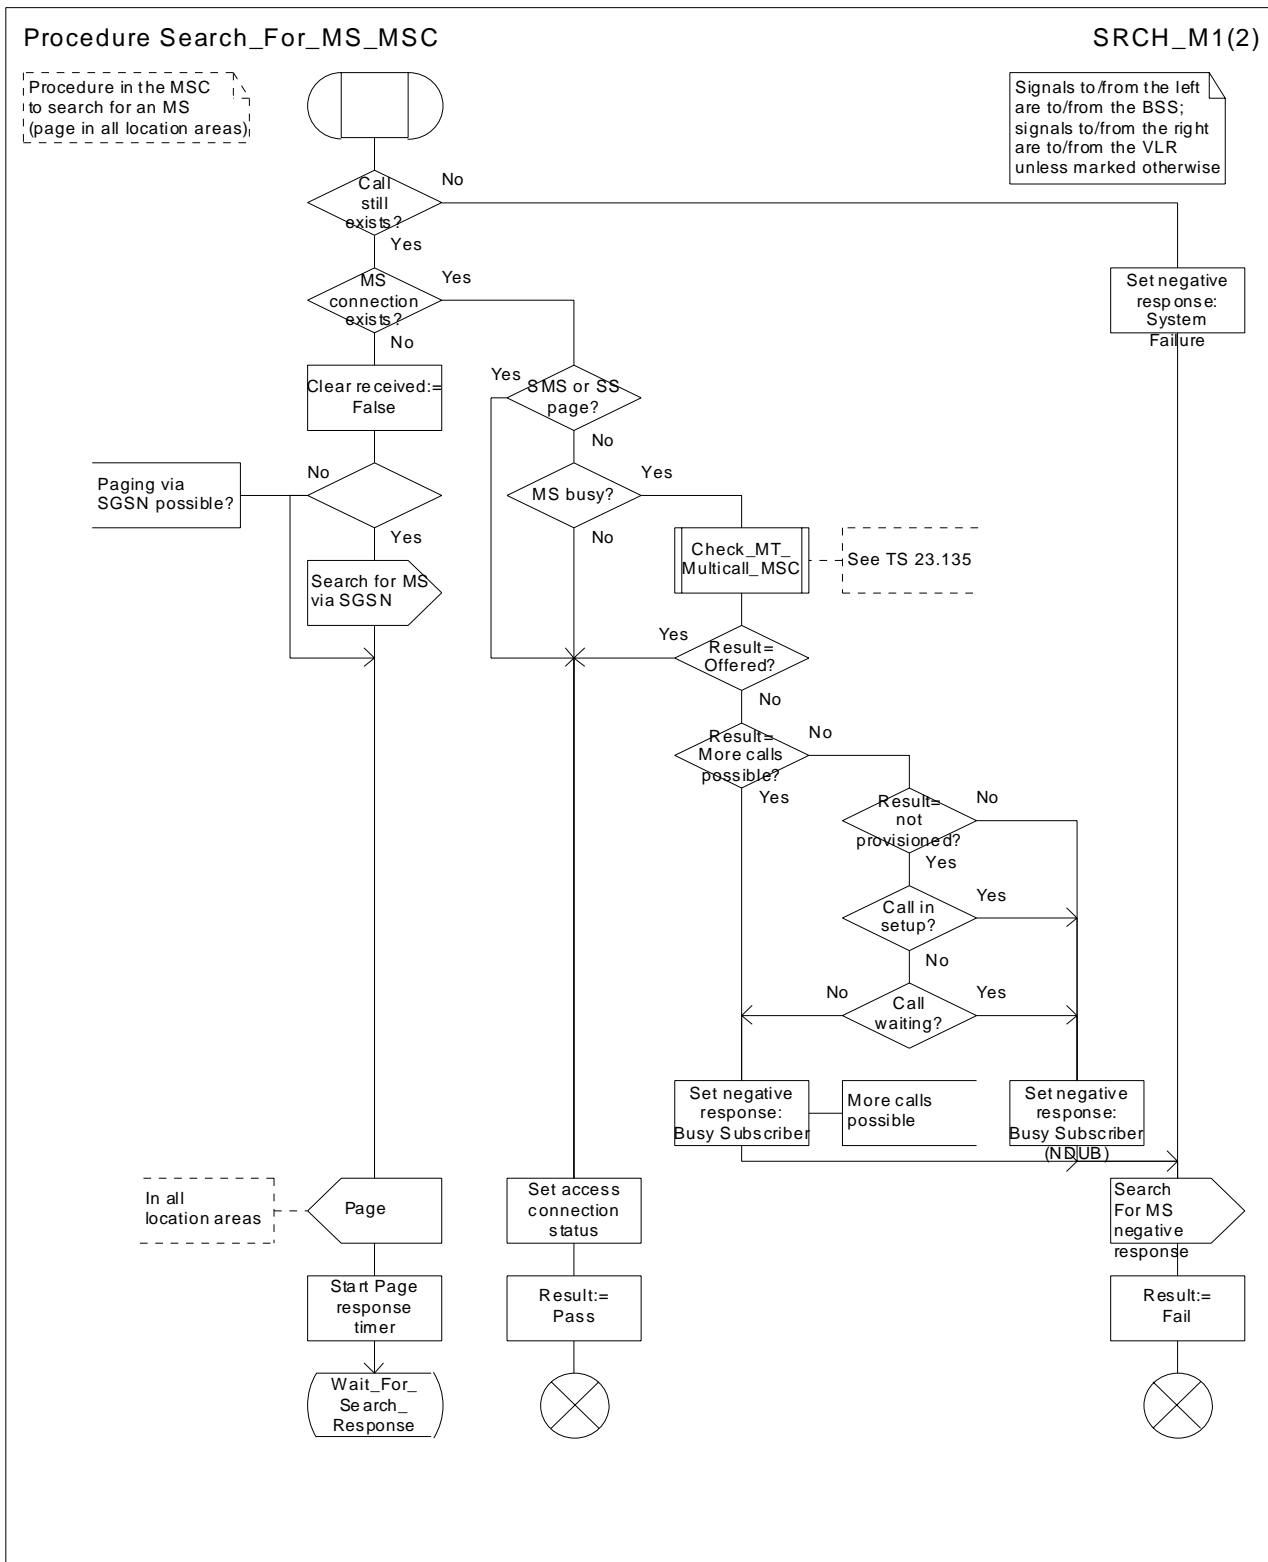 Procedure Search_For_MS_MSC
SRCH_M1(2)
Procedure in the MSC
to search for an MS
(page in all location areas)
Signals to/from the left
are to/from the BSS;
signals to/from the right
are to/from the VLR
unless marked otherwise
Call
still
exists?
No
Yes
MS
connection
exists?
Yes
No
Set negative
response:
System
Failure
Clear received:=
False
Yes
SMS or SS
page?
No
Paging via
SGSN possible?
No
Yes
MS busy?
Yes
No
Search for MS
via SGSN
Check_MT_
Multicall_MSC
See TS 23.135
Yes
Result=
Offered?
No
Result=
More calls
possible?
No
Yes
Result=
not
provisioned?
No
Yes
Call in
setup?
Yes
No
No
Call
waiting?
Yes
Set negative
response:
Busy Subscriber
More calls
possible
Set negative
response:
Busy Subscriber
(NDUB)
In all
location areas
Page
Set access
connection
status
Search
For MS
negative
response
Start Page
response
timer
Result:=
Pass
Result:=
Fail
Wait_For_
Search_
Response